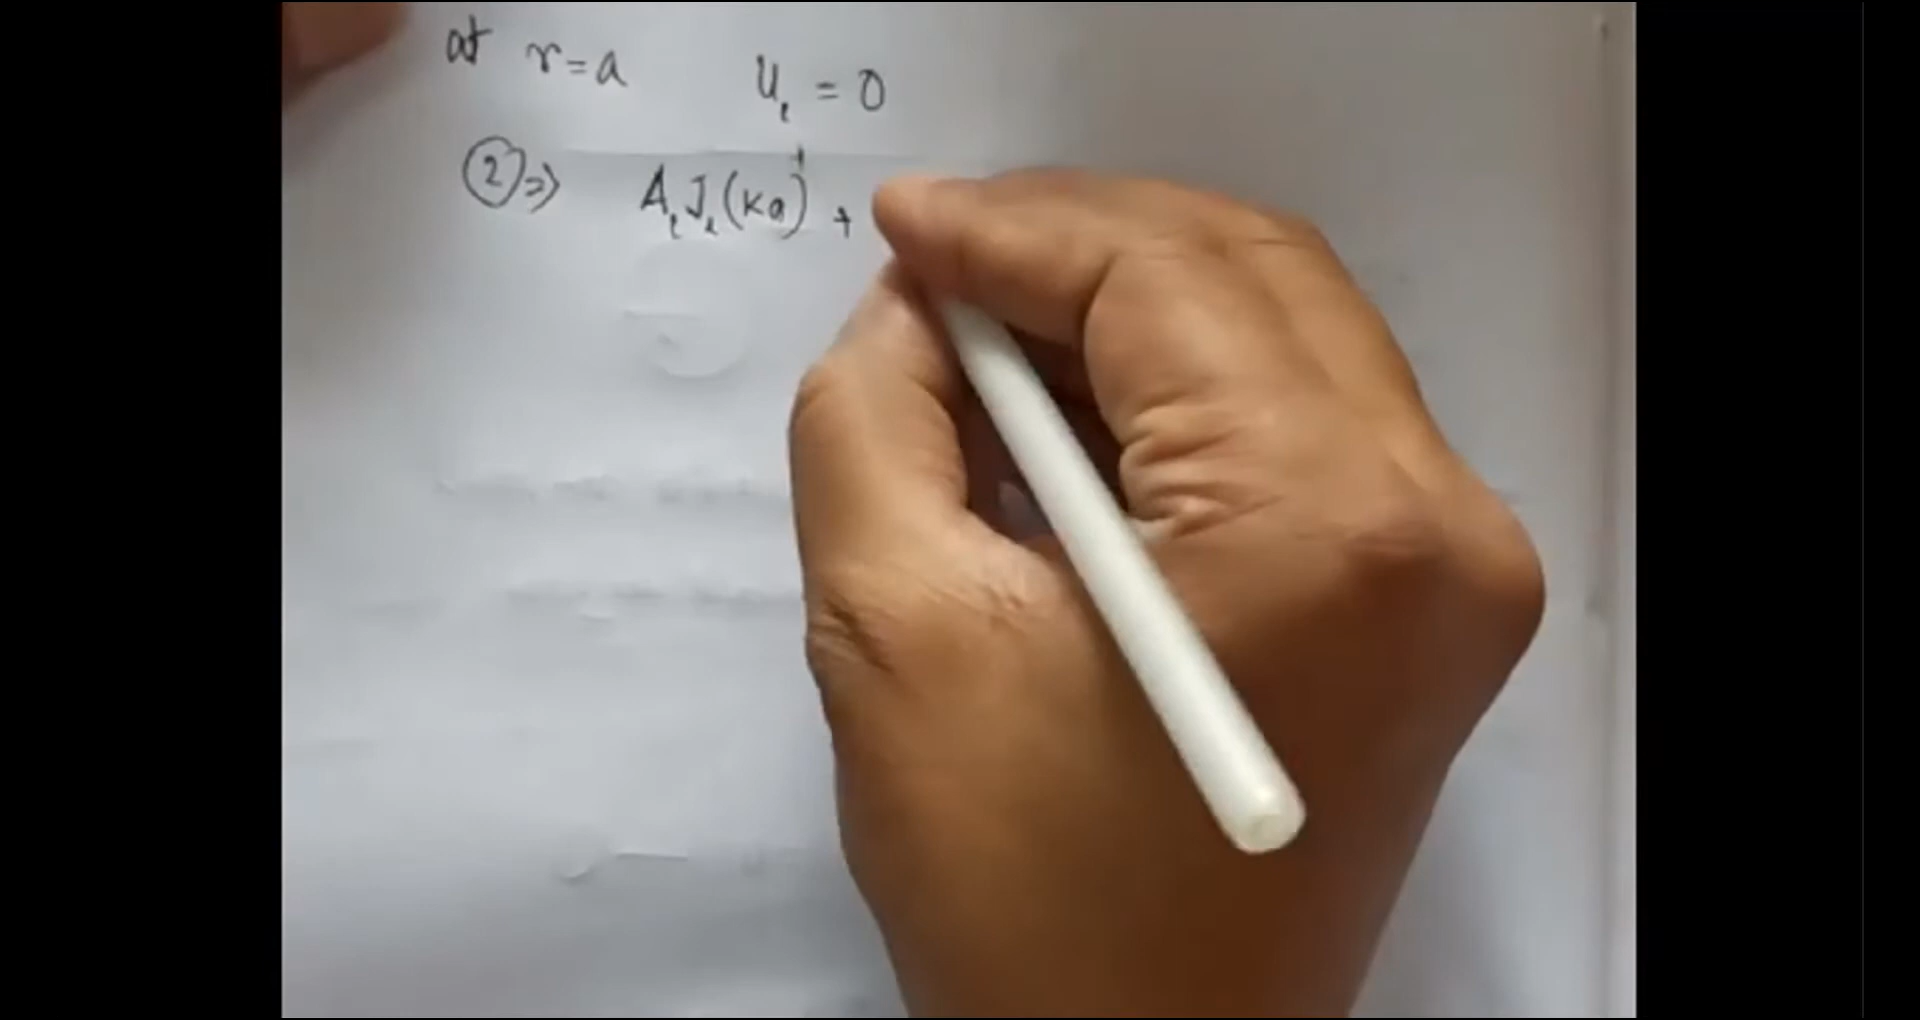 at r=a U_l = 0
② => A_l J_l (Ka) +